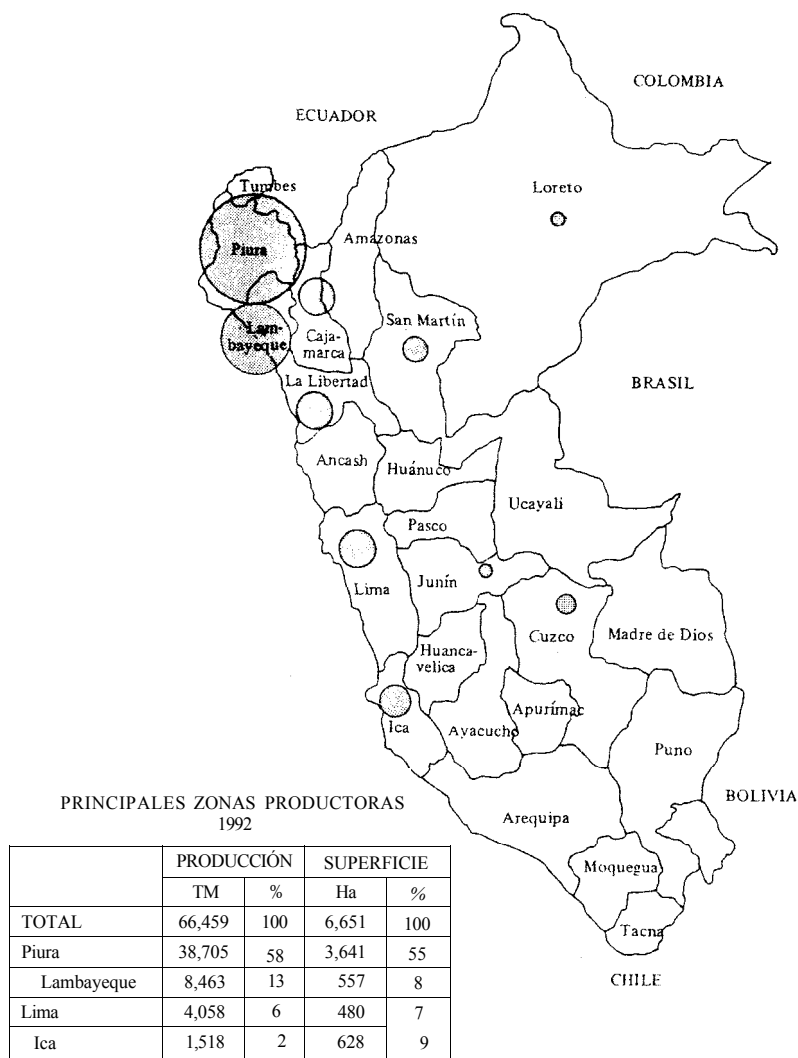 COLOMBIA
ECUADOR
Tumbes
Loreto
Piura
Amazonas
San Martín
Lam-
bayeque
Caja-
marca
La Libertad
BRASIL
Ancash
Huánuco
Ucayali
Pasco
Junín
Lima
Cuzco
Madre de Dios
Huanca-
velica
Apurímac
Ica
Ayacucho
Puno
BOLIVIA
Arequipa
Moquegua
Tacna
CHILE
PRINCIPALES ZONAS PRODUCTORAS
1992
PRODUCCIÓN SUPERFICIE
TM % Ha %
TOTAL 66,459 100 6,651 100
Piura 38,705 58 3,641 55
Lambayeque 8,463 13 557 8
Lima 4,058 6 480 7
Ica 1,518 2 628 9